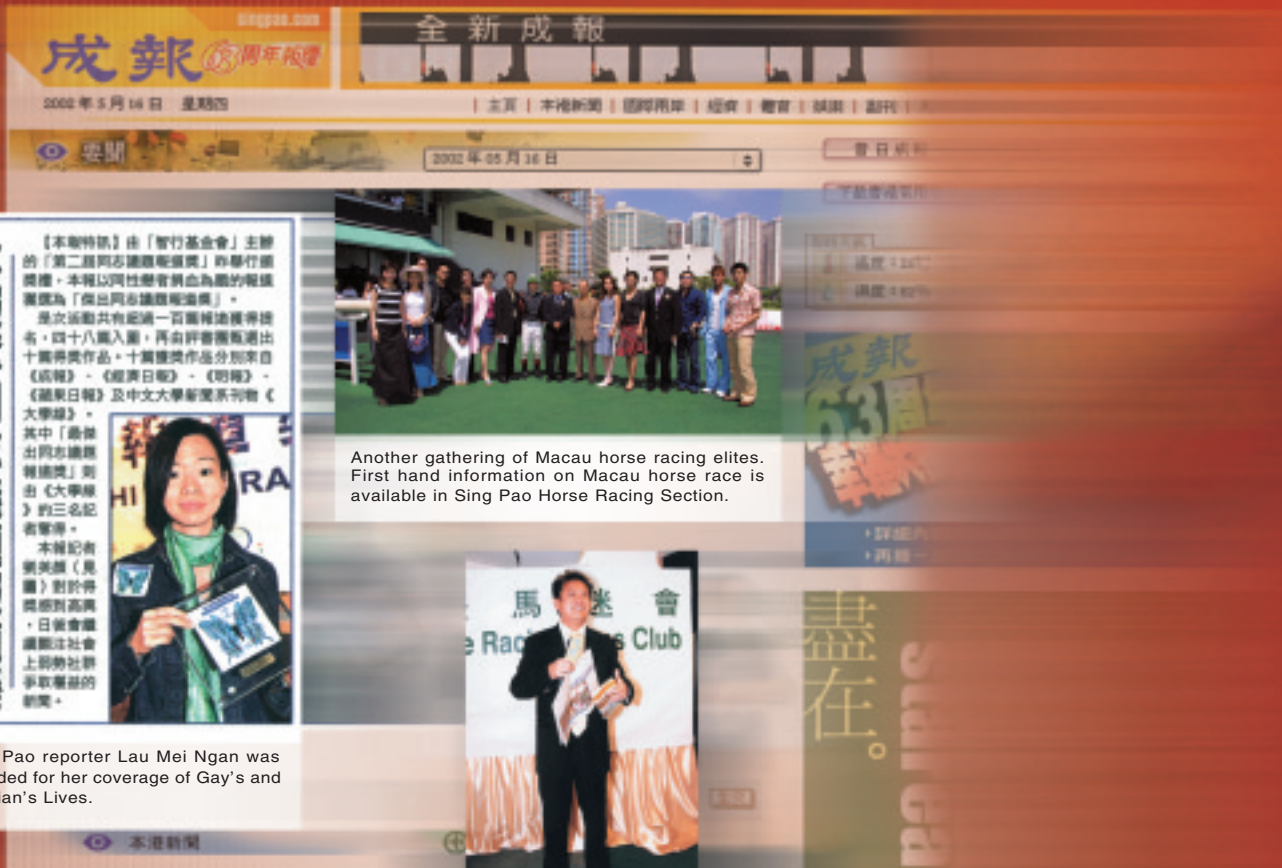 singpao.com
成報 63周年報慶
全新成報
2002年5月16日 星期四
| 主頁 | 本港新聞 | 國際兩岸 | 經濟 | 體育 | 娛樂 | 副刊 |
要聞
2002年05月16日
昔日成報
【本報特訊】由「智行基金會」主辦
的「第二屆同志議題報道獎」昨舉行頒
獎禮，本報以同性戀者捐血為題的報道
獲選為「傑出同志議題報道獎」。
是次活動共有超過一百篇報道獲得提
名，四十八篇入圍，再由評審團甄選出
十篇得獎作品。十篇獲獎作品分別來自
《成報》、《經濟日報》、《明報》、
《蘋果日報》及中文大學新聞系刊物《
大學線》。
其中「最傑
出同志議題
報道獎」則
由《大學線
》的三名記
者奪得。
本報記者
劉美顏（見
圖）對於得
獎感到高興
，日後會繼
續關注社會
上弱勢社群
爭取權益的
新聞。
HI
RA
Pao reporter Lau Mei Ngan was
ded for her coverage of Gay's and
ian's Lives.
Another gathering of Macau horse racing elites.
First hand information on Macau horse race is
available in Sing Pao Horse Racing Section.
溫度：
濕度：
成報
63周
報慶
馬迷會
e Rac s Club
盡在。
本港新聞